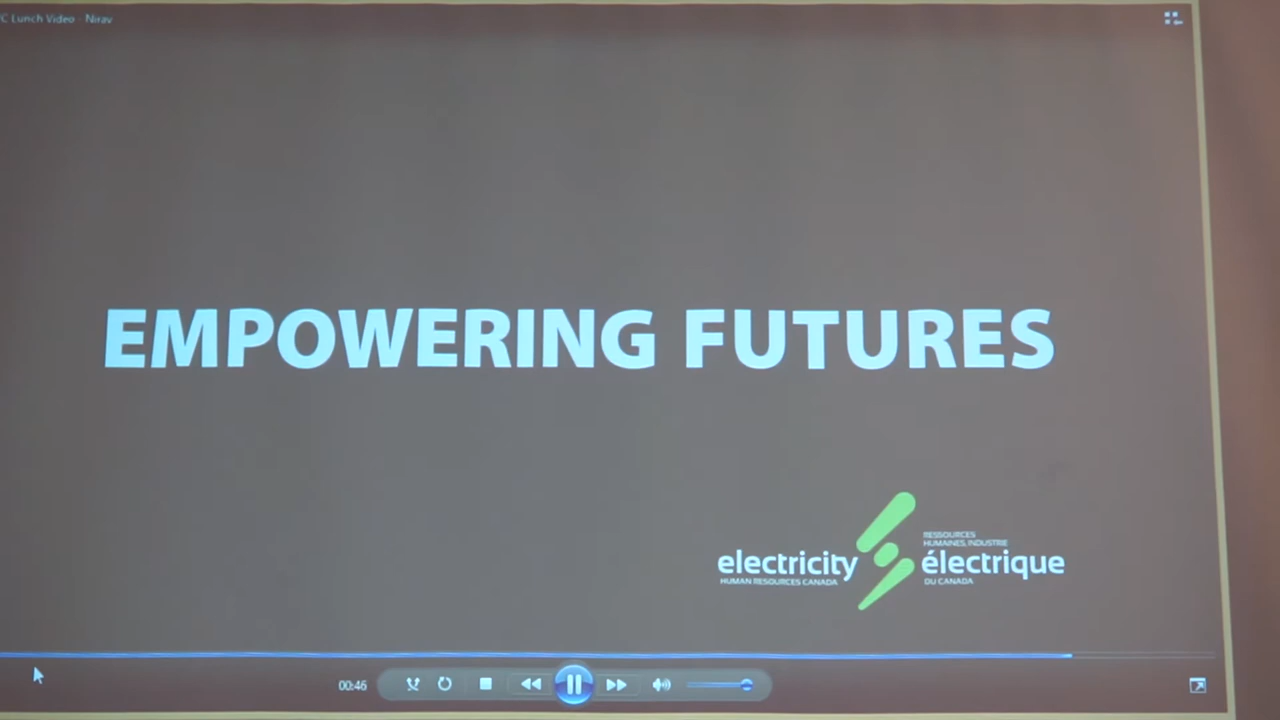 C Lunch Video - Nirav
EMPOWERING FUTURES
electricity
HUMAN RESOURCES CANADA
RESSOURCES
HUMAINES, INDUSTRIE
électrique
DU CANADA
00:46